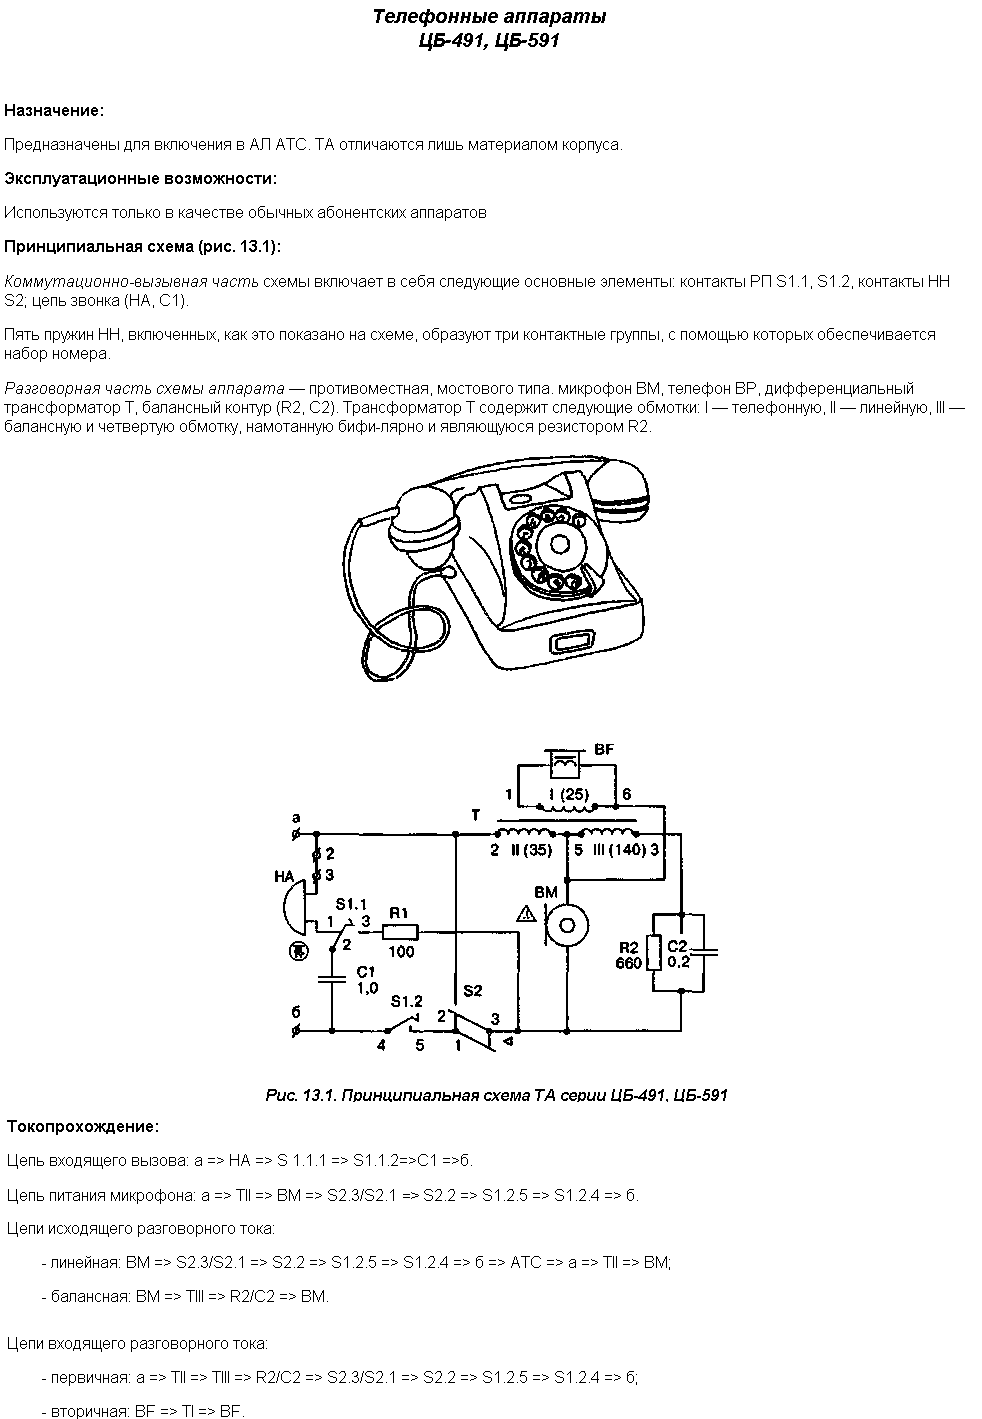 Телефонные аппараты
ЦБ-491, ЦБ-591
Назначение:
Предназначены для включения в АЛ АТС. ТА отличаются лишь материалом корпуса.
Эксплуатационные возможности:
Используются только в качестве обычных абонентских аппаратов
Принципиальная схема (рис. 13.1):
Коммутационно-вызывная часть схемы включает в себя следующие основные элементы: контакты РП S1.1, S1.2, контакты НН
S2; цепь звонка (НА, С1).
Пять пружин НН, включенных, как это показано на схеме, образуют три контактные группы, с помощью которых обеспечивается
набор номера.
Разговорная часть схемы аппарата — противоместная, мостового типа. микрофон ВМ, телефон ВР, дифференциальный
трансформатор Т, балансный контур (R2, С2). Трансформатор Т содержит следующие обмотки: I — телефонную, II — линейную, III —
балансную и четвертую обмотку, намотанную бифи-лярно и являющуюся резистором R2.
BF
1 I (25) 6
T
а
2 II (35) 5 III (140) 3
2
3
НА
BM
S1.1
1 3 R1
2
100
R2 C2
660 0,2
C1
1,0
S1.2
S2
б
2 3
4 5 1
Рис. 13.1. Принципиальная схема ТА серии ЦБ-491, ЦБ-591
Токопрохождение:
Цепь входящего вызова: а => НА => S 1.1.1 => S1.1.2=>С1 =>б.
Цепь питания микрофона: а => ТII => ВМ => S2.3/S2.1 => S2.2 => S1.2.5 => S1.2.4 => б.
Цепи исходящего разговорного тока:
- линейная: ВМ => S2.3/S2.1 => S2.2 => S1.2.5 => S1.2.4 => б => АТС => а => ТII => ВМ;
- балансная: ВМ => ТIII => R2/C2 => ВМ.
Цепи входящего разговорного тока:
- первичная: а => ТII => ТIII => R2/C2 => S2.3/S2.1 => S2.2 => S1.2.5 => S1.2.4 => б;
- вторичная: BF => TI => BF.